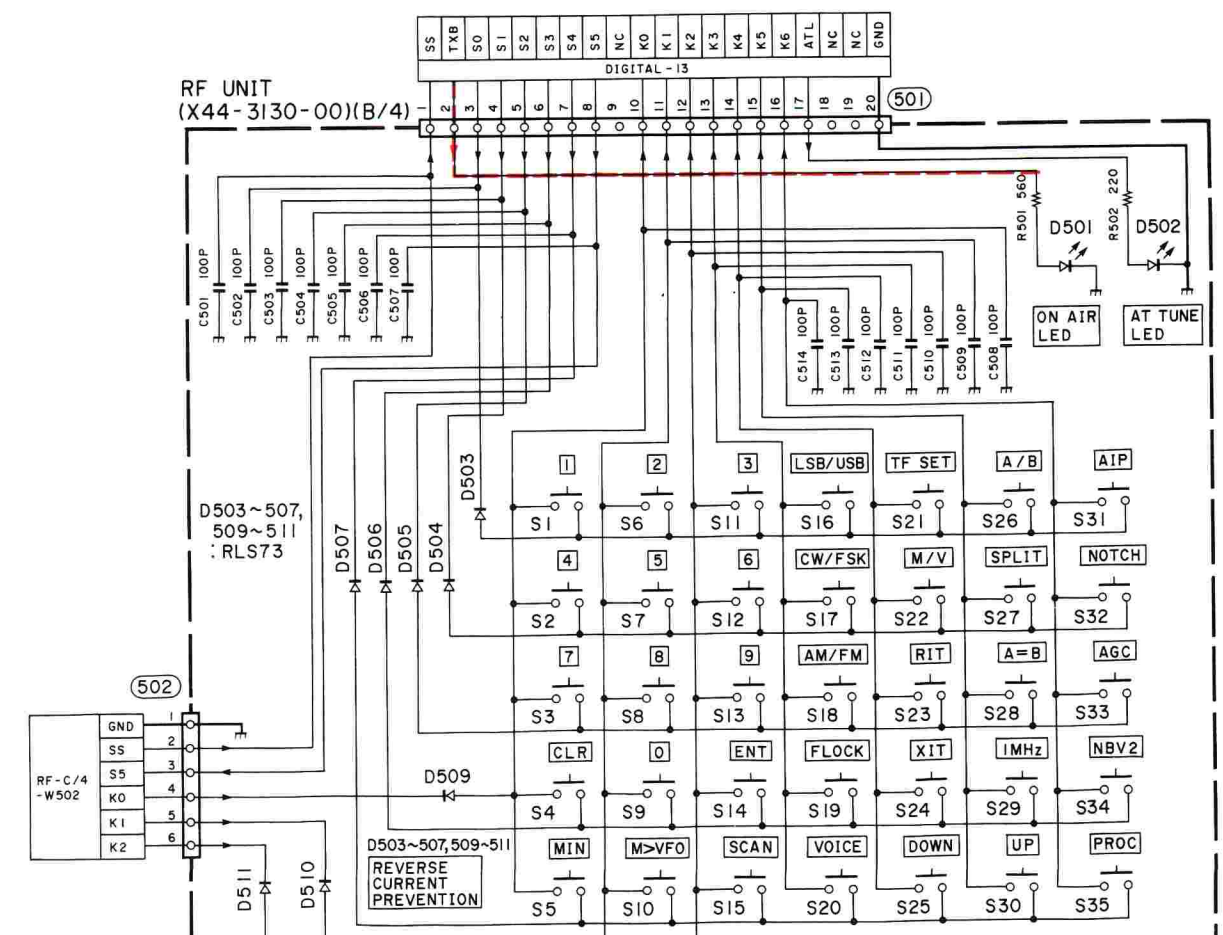 SS TXB S0 S1 S2 S3 S4 S5 NC K0 K1 K2 K3 K4 K5 K6 ATL NC NC GND
DIGITAL-13
RF UNIT
(X44-3130-00)(B/4)
1 2 3 4 5 6 7 8 9 10 11 12 13 14 15 16 17 18 19 20
501
R501 560
R502 220
D501
D502
C501 100P
C502 100P
C503 100P
C504 100P
C505 100P
C506 100P
C507 100P
C514 100P
C513 100P
C512 100P
C511 100P
C510 100P
C509 100P
C508 100P
ON AIR
LED
AT TUNE
LED
D503
1 2 3 LSB/USB TF SET A/B AIP
S1 S6 S11 S16 S21 S26 S31
D503~507,
509~511
:RLS73
D507
D506
D505
D504
4 5 6 CW/FSK M/V SPLIT NOTCH
S2 S7 S12 S17 S22 S27 S32
7 8 9 AM/FM RIT A=B AGC
S3 S8 S13 S18 S23 S28 S33
502
RF-C/4
-W502
GND 1
SS 2
S5 3
K0 4
K1 5
K2 6
D509
CLR 0 ENT FLOCK XIT 1MHz NBV2
S4 S9 S14 S19 S24 S29 S34
D503~507,509~511
REVERSE
CURRENT
PREVENTION
MIN M>VFO SCAN VOICE DOWN UP PROC
S5 S10 S15 S20 S25 S30 S35
D511
D510